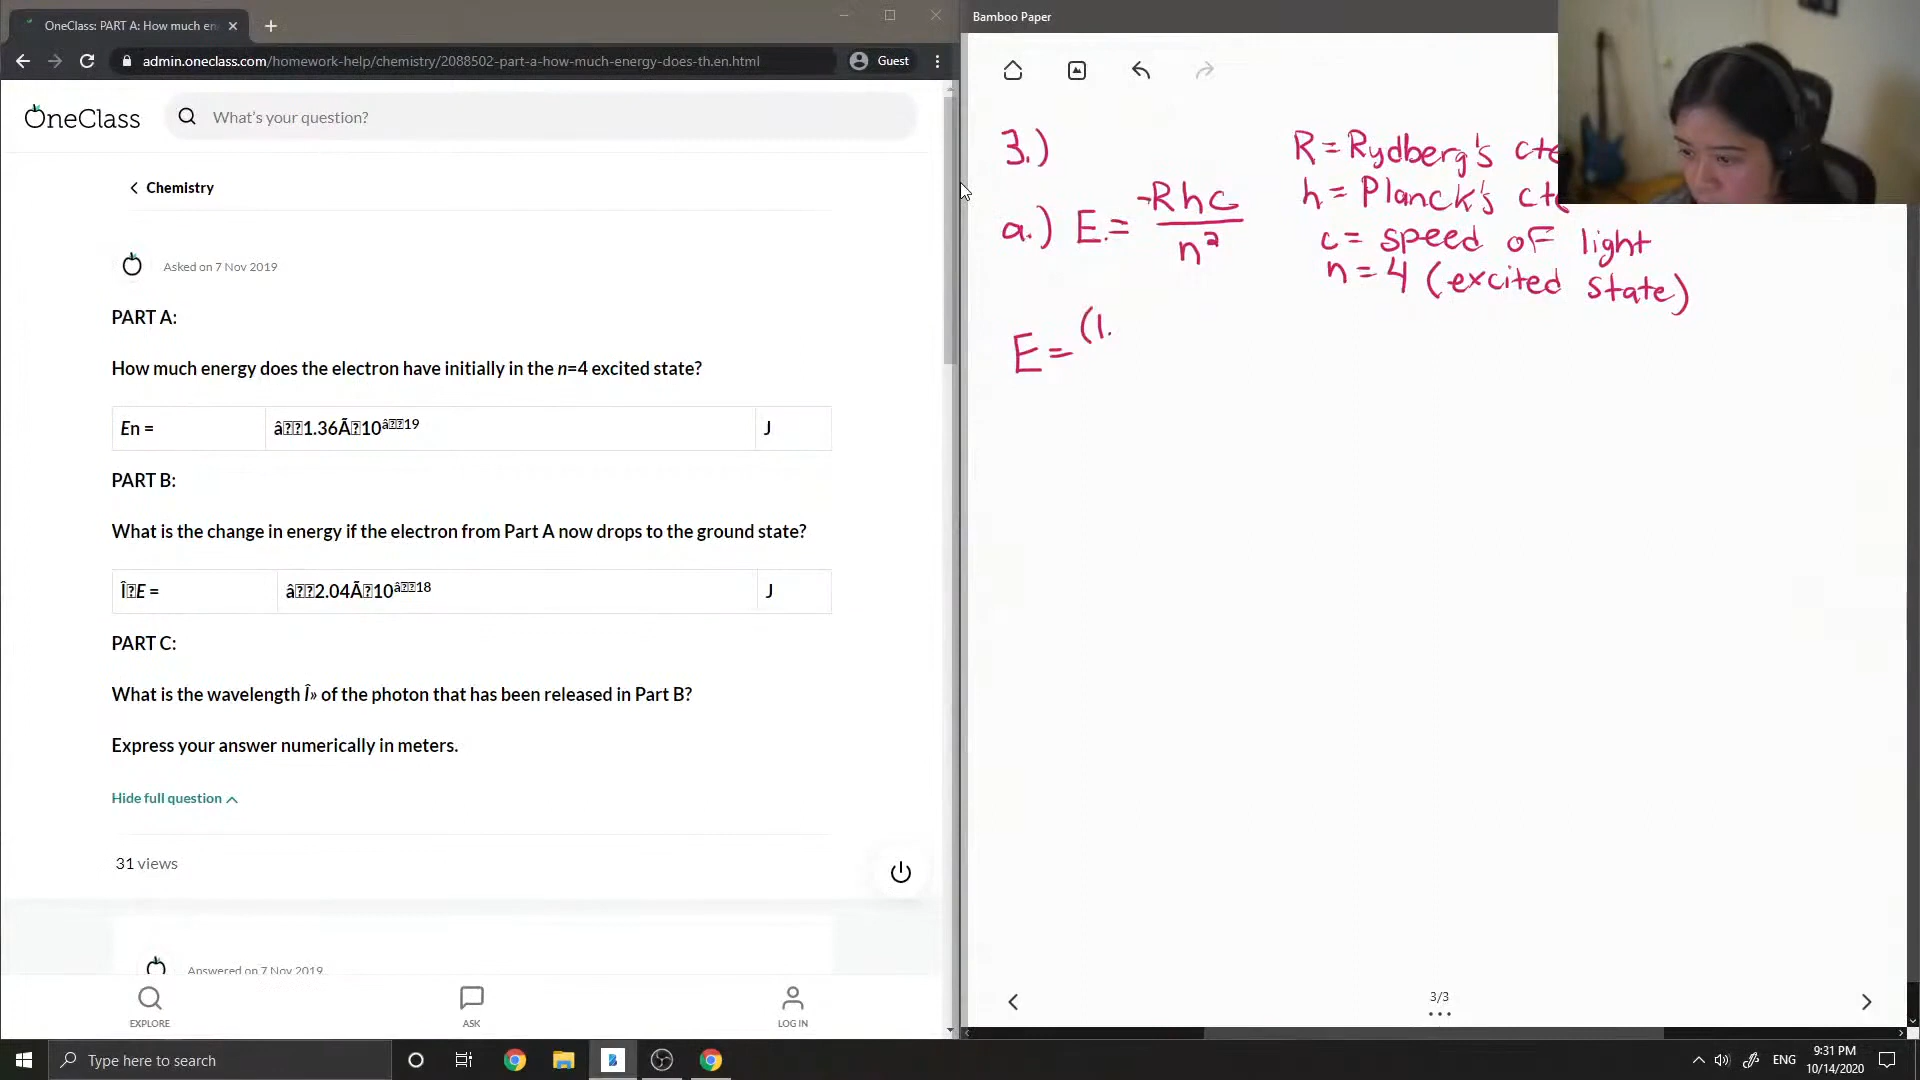 OneClass: PART A: How much en
Bamboo Paper
admin.oneclass.com/homework-help/chemistry/2088502-part-a-how-much-energy-does-th.en.html
Guest
OneClass
What's your question?
Chemistry
Asked on 7 Nov 2019
PART A:
How much energy does the electron have initially in the n=4 excited state?
En =
â1.36Ã10â19
J
PART B:
What is the change in energy if the electron from Part A now drops to the ground state?
ÎE =
â2.04Ã10â18
J
PART C:
What is the wavelength Î» of the photon that has been released in Part B?
Express your answer numerically in meters.
Hide full question
31 views
Answered on 7 Nov 2019
EXPLORE
ASK
LOG IN
3.)
a.) E = -Rhc / n²
R = Rydberg's cte
h = Planck's cte
c = speed of light
n = 4 (excited state)
E = (1.
3/3
Type here to search
ENG
9:31 PM
10/14/2020